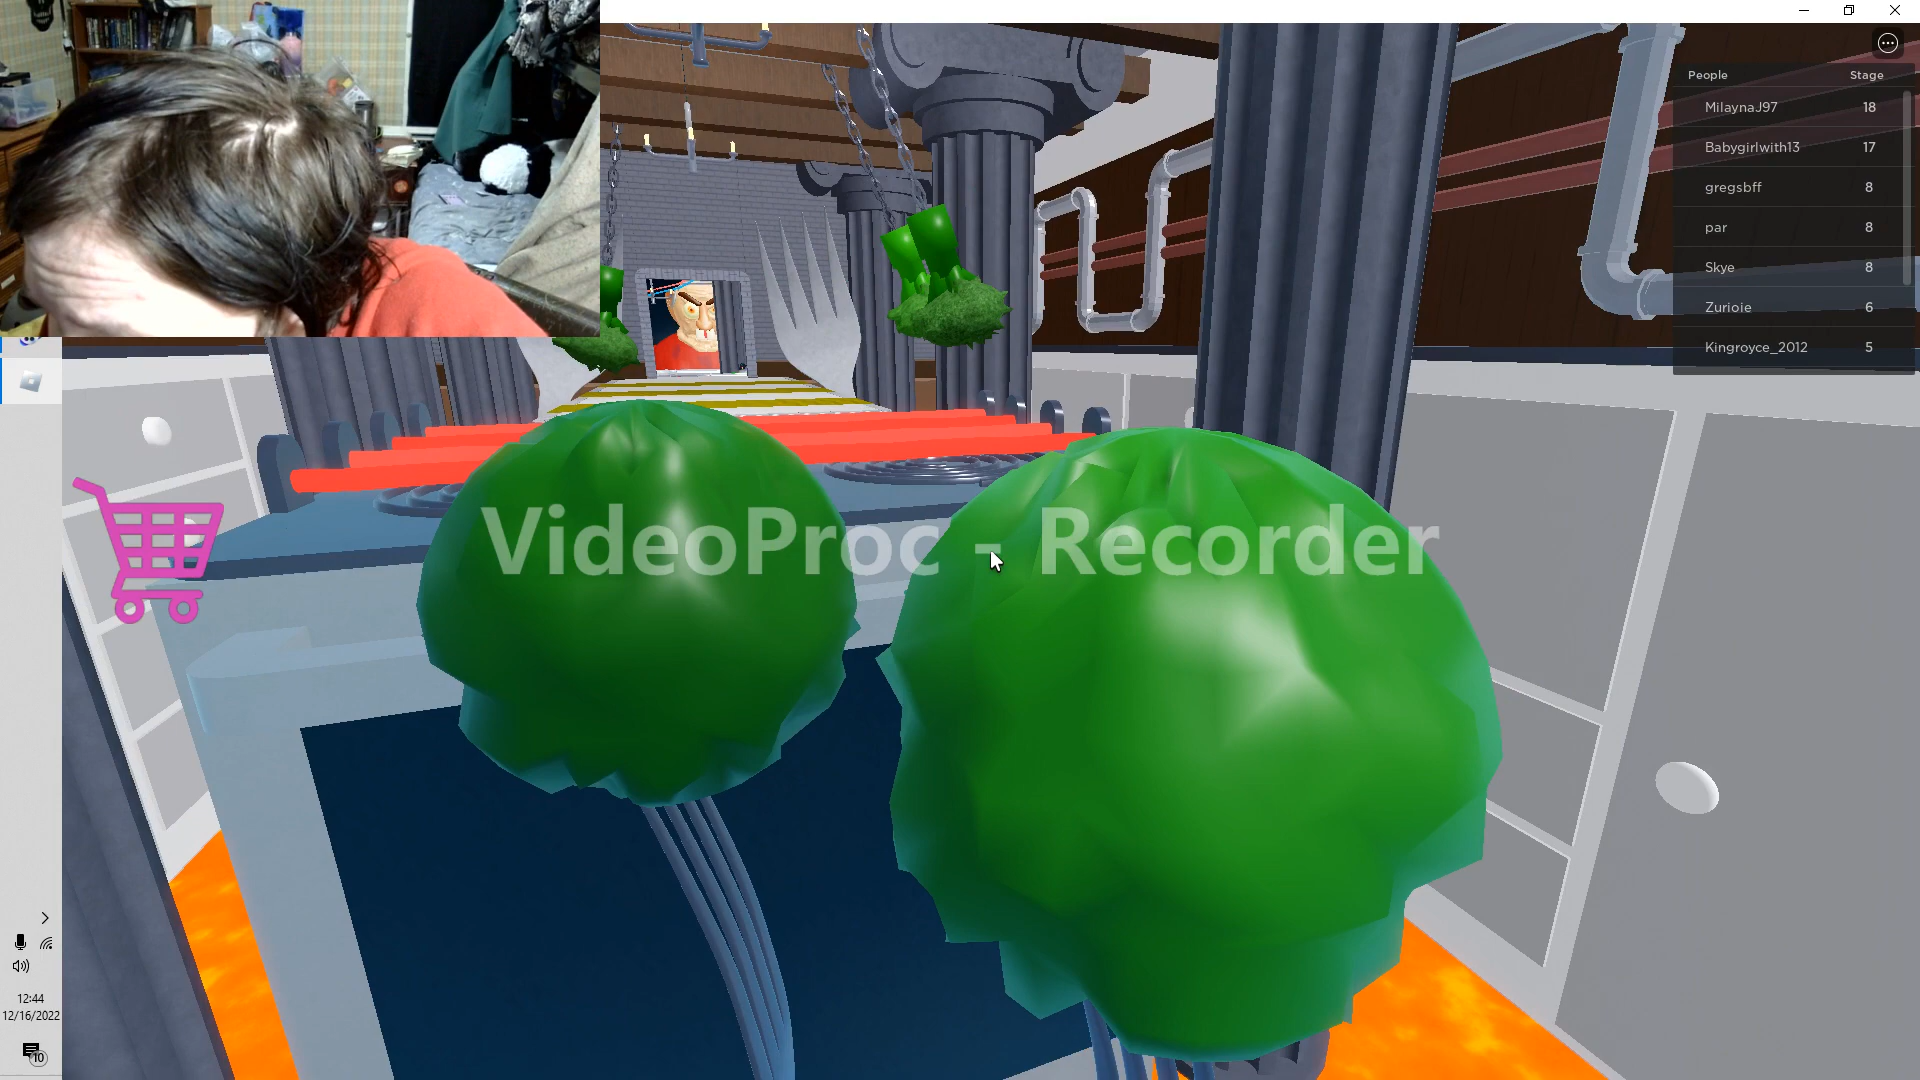 People Stage
MilaynaJ97 18
Babygirlwith13 17
gregsbff 8
par 8
Skye 8
Zurioie 6
Kingroyce_2012 5
VideoProc - Recorder
12:44
12/16/2022
10